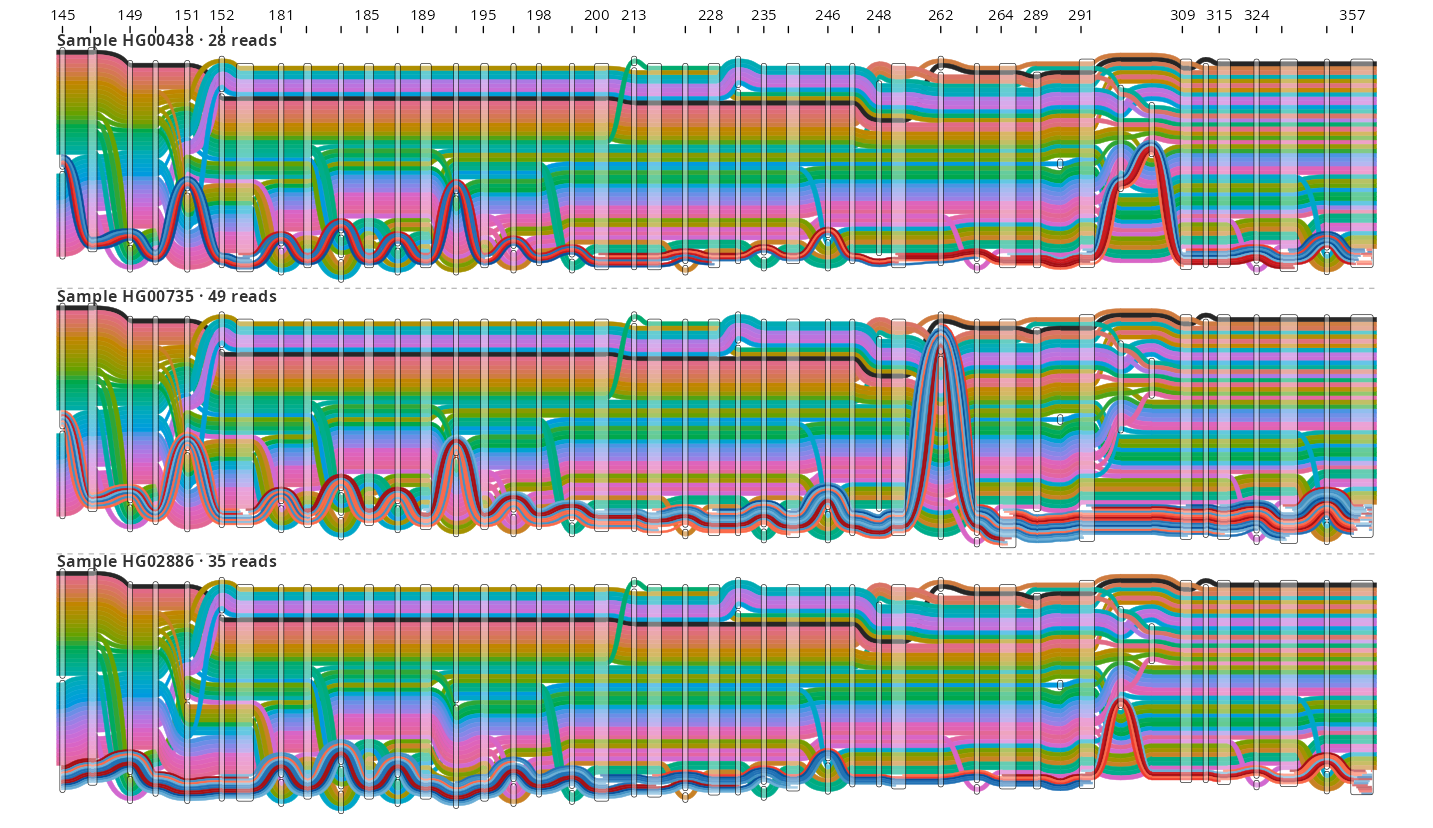 145 149 151 152 181 185 189 195 198 200 213 228 235 246 248 262 264 289 291 309 315 324 357
Sample HG00438 · 28 reads
Sample HG00735 · 49 reads
Sample HG02886 · 35 reads